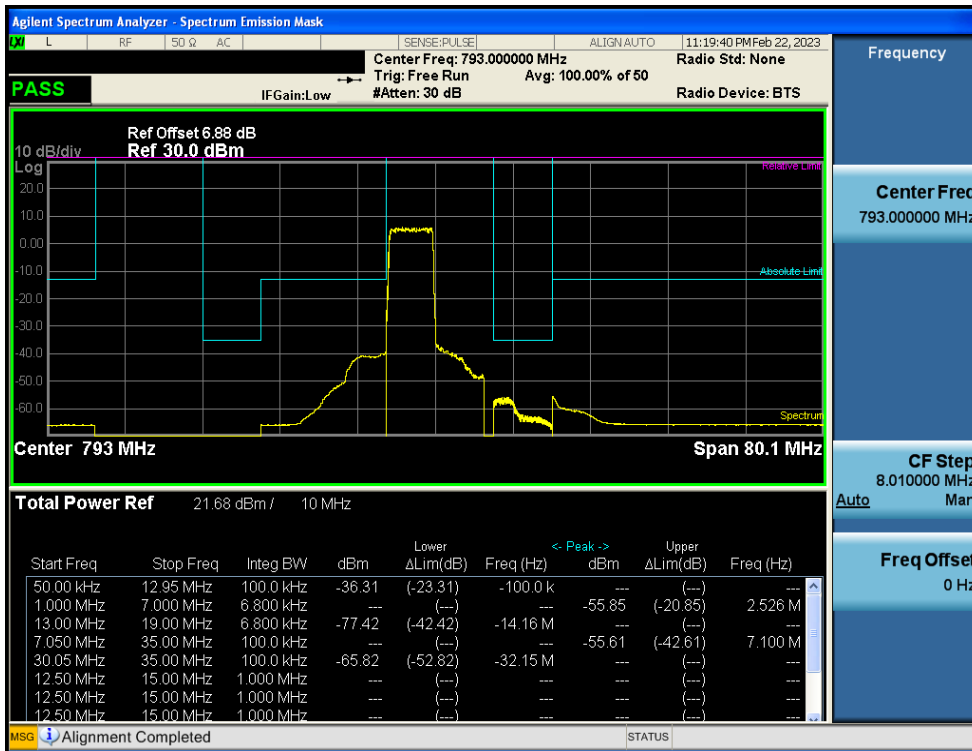 Agilent Spectrum Analyzer - Spectrum Emission Mask
LXI L RF 50 Ω AC SENSE:PULSE ALIGN AUTO 11:19:40 PM Feb 22, 2023
Center Freq: 793.000000 MHz Radio Std: None
Trig: Free Run Avg: 100.00% of 50
PASS IFGain:Low #Atten: 30 dB Radio Device: BTS
Frequency
Ref Offset 6.88 dB
10 dB/div Ref 30.0 dBm
Log
Relative Limit
20.0
10.0
0.00
-10.0
Absolute Limit
-20.0
-30.0
-40.0
-50.0
-60.0
Spectrum
Center 793 MHz Span 80.1 MHz
Center Freq
793.000000 MHz
CF Step
8.010000 MHz
Auto Man
Freq Offset
0 Hz
Total Power Ref 21.68 dBm / 10 MHz
Lower <- Peak -> Upper
Start Freq Stop Freq Integ BW dBm ΔLim(dB) Freq (Hz) dBm ΔLim(dB) Freq (Hz)
50.00 kHz 12.95 MHz 100.0 kHz -36.31 (-23.31) -100.0 k --- (---) ---
1.000 MHz 7.000 MHz 6.800 kHz --- (---) --- -55.85 (-20.85) 2.526 M
13.00 MHz 19.00 MHz 6.800 kHz -77.42 (-42.42) -14.16 M --- (---) ---
7.050 MHz 35.00 MHz 100.0 kHz --- (---) --- -55.61 (-42.61) 7.100 M
30.05 MHz 35.00 MHz 100.0 kHz -65.82 (-52.82) -32.15 M --- (---) ---
12.50 MHz 15.00 MHz 1.000 MHz --- (---) --- --- (---) ---
12.50 MHz 15.00 MHz 1.000 MHz --- (---) --- --- (---) ---
12.50 MHz 15.00 MHz 1.000 MHz --- (---) --- --- (---) ---
MSG Alignment Completed STATUS